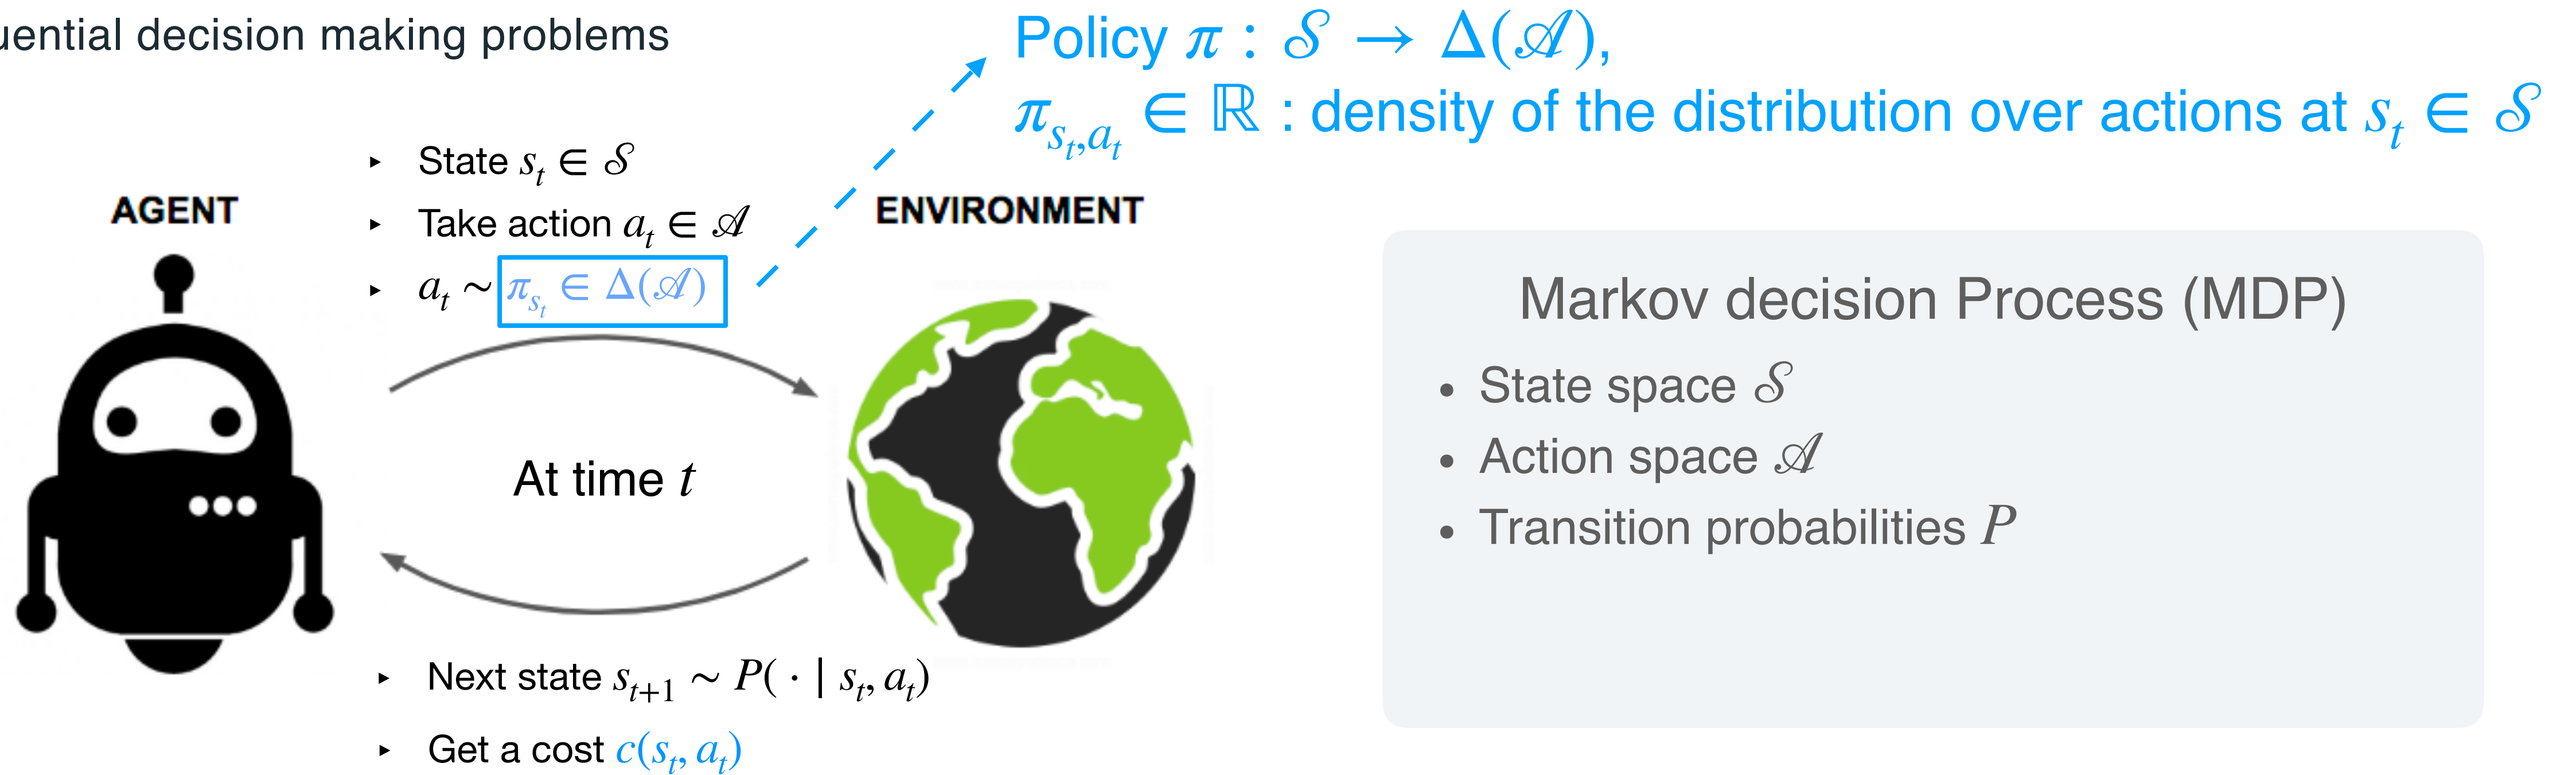 uential decision making problems
Policy π : 𝒮 → Δ(𝒜),
π_{s_t,a_t} ∈ ℝ : density of the distribution over actions at s_t ∈ 𝒮
▸ State s_t ∈ 𝒮
▸ Take action a_t ∈ 𝒜
▸ a_t ∼ π_{s_t} ∈ Δ(𝒜)
AGENT
ENVIRONMENT
At time t
▸ Next state s_{t+1} ∼ P( · | s_t, a_t)
▸ Get a cost c(s_t, a_t)
Markov decision Process (MDP)
• State space 𝒮
• Action space 𝒜
• Transition probabilities P